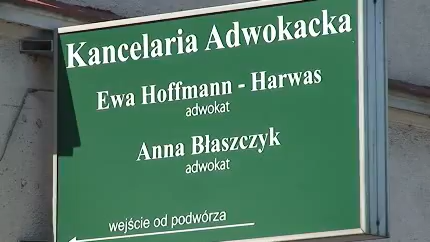 Kancelaria Adwokacka
Ewa Hoffmann - Harwas
adwokat
Anna Błaszczyk
adwokat
wejście od podwórza